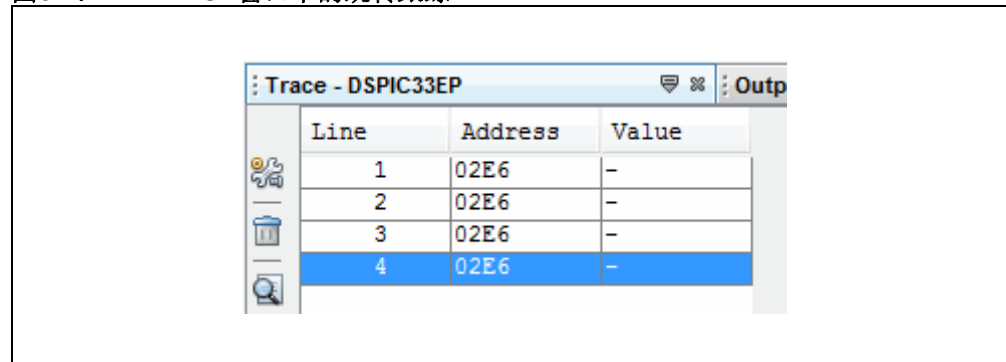 Trace - DSPIC33EP
Outp
Line Address Value
1 02E6 -
2 02E6 -
3 02E6 -
4 02E6 -